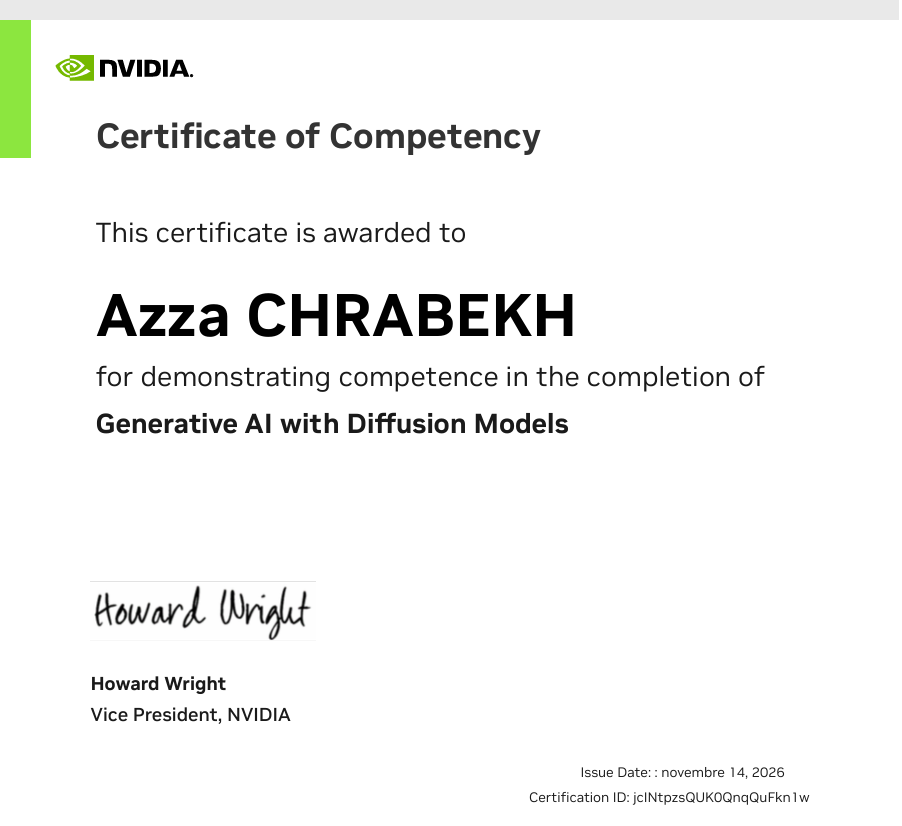 NVIDIA.
Certificate of Competency
This certificate is awarded to
Azza CHRABEKH
for demonstrating competence in the completion of
Generative AI with Diffusion Models
Howard Wright
Howard Wright
Vice President, NVIDIA
Issue Date: : novembre 14, 2026
Certification ID: jcINtpzsQUK0QnqQuFkn1w